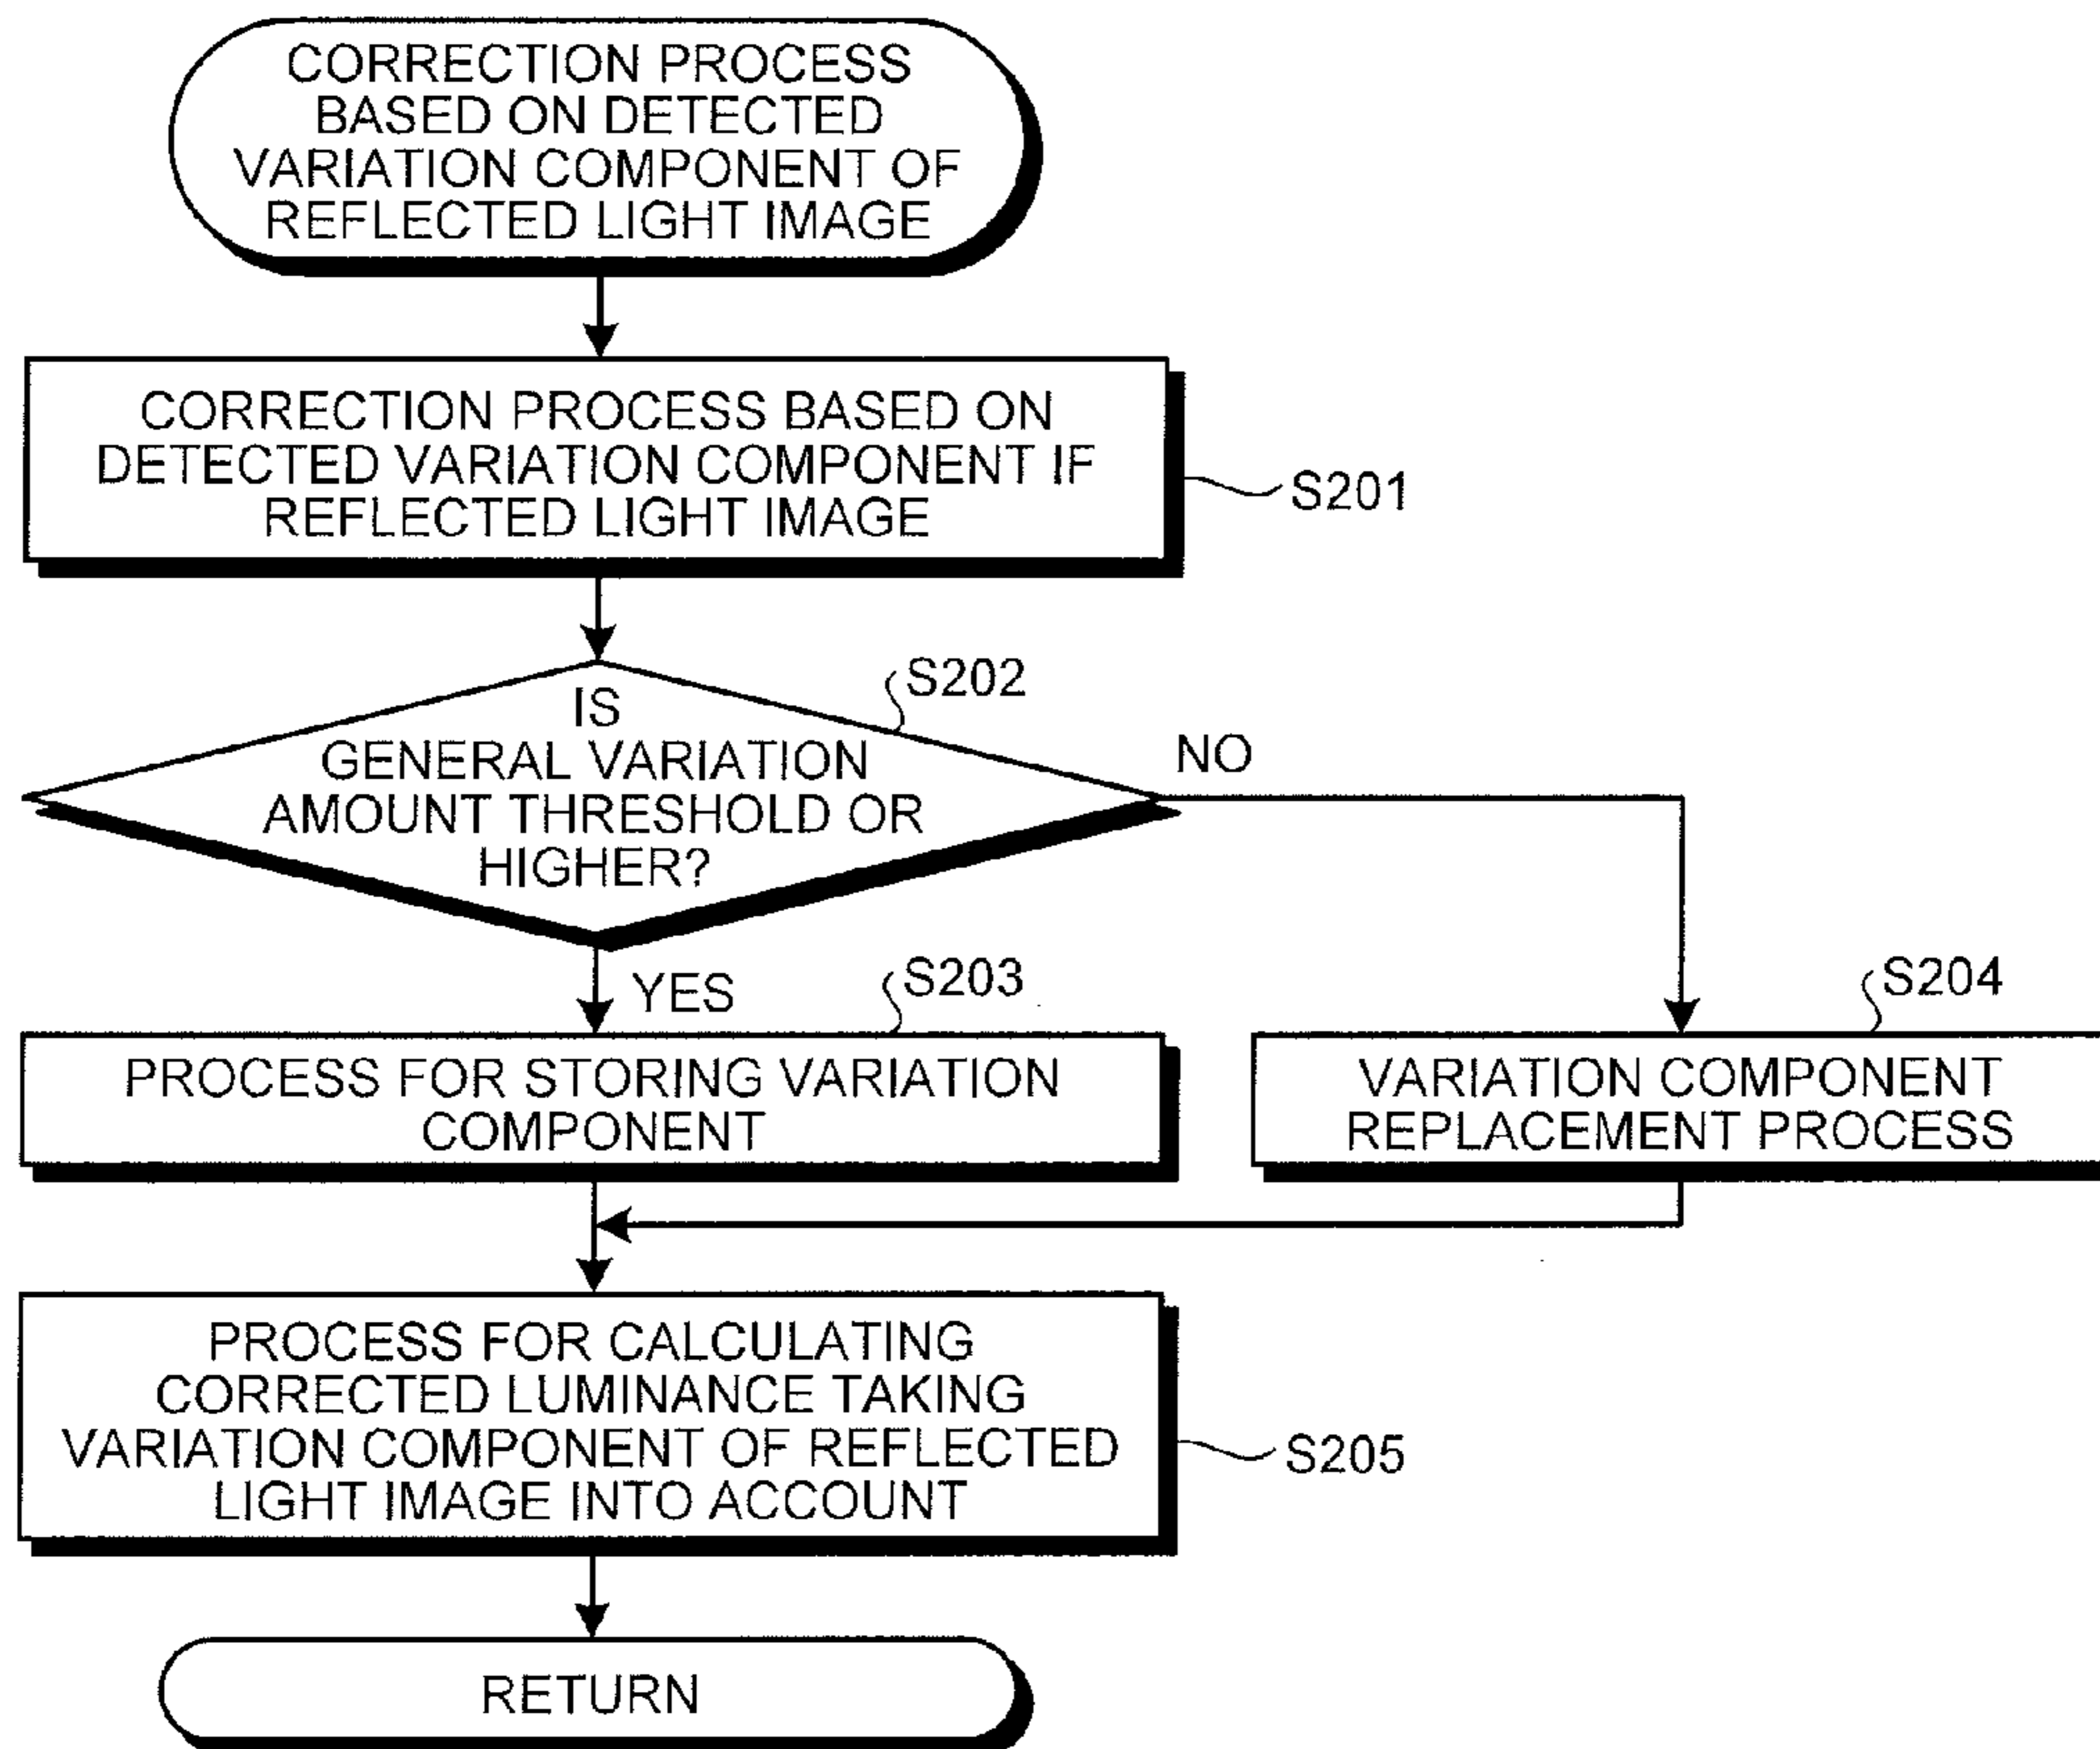 CORRECTION PROCESS
BASED ON DETECTED
VARIATION COMPONENT OF
REFLECTED LIGHT IMAGE
CORRECTION PROCESS BASED ON
DETECTED VARIATION COMPONENT IF
REFLECTED LIGHT IMAGE
S201
S202
IS
GENERAL VARIATION
AMOUNT THRESHOLD OR
HIGHER?
NO
YES
S203
PROCESS FOR STORING VARIATION
COMPONENT
S204
VARIATION COMPONENT
REPLACEMENT PROCESS
PROCESS FOR CALCULATING
CORRECTED LUMINANCE TAKING
VARIATION COMPONENT OF REFLECTED
LIGHT IMAGE INTO ACCOUNT
S205
RETURN